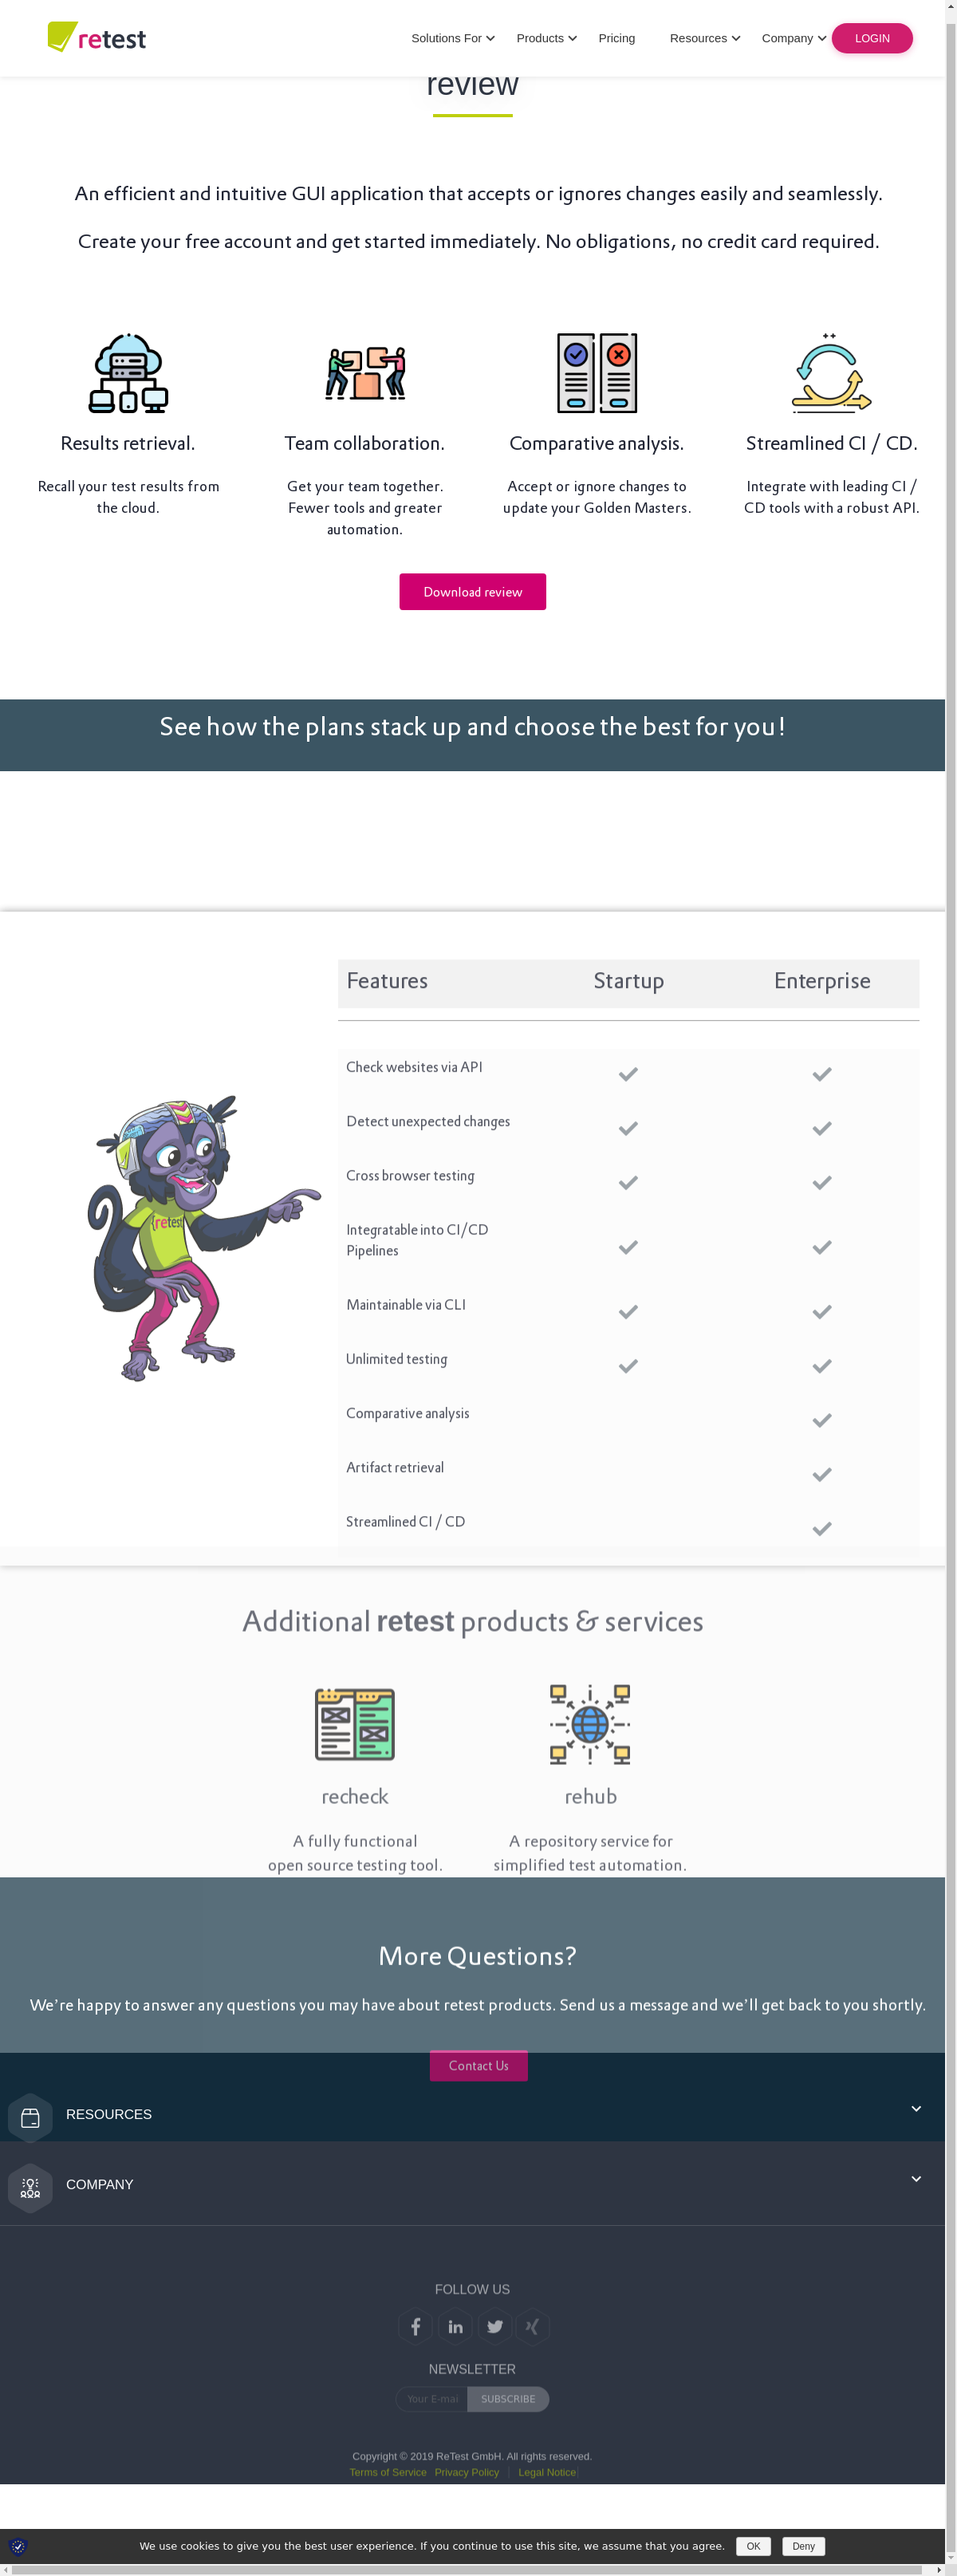 retest
Solutions For
Products
Pricing
Resources
Company
LOGIN
review
An efficient and intuitive GUI application that accepts or ignores changes easily and seamlessly.
Create your free account and get started immediately. No obligations, no credit card required.
Results retrieval.
Recall your test results from
the cloud.
Team collaboration.
Get your team together.
Fewer tools and greater
automation.
Comparative analysis.
Accept or ignore changes to
update your Golden Masters.
Streamlined CI / CD.
Integrate with leading CI /
CD tools with a robust API.
Download review
See how the plans stack up and choose the best for you!
Features Startup Enterprise
Check websites via API
Detect unexpected changes
Cross browser testing
retest
Integratable into CI/CD
Pipelines
Maintainable via CLI
Unlimited testing
Comparative analysis
Artifact retrieval
Streamlined CI / CD
Additional retest products & services
recheck
A fully functional
open source testing tool.
rehub
A repository service for
simplified test automation.
More Questions?
We're happy to answer any questions you may have about retest products. Send us a message and we'll get back to you shortly.
Contact Us
RESOURCES
COMPANY
FOLLOW US
NEWSLETTER
Your E-mai SUBSCRIBE
Copyright © 2019 ReTest GmbH. All rights reserved.
Terms of Service Privacy Policy | Legal Notice|
We use cookies to give you the best user experience. If you continue to use this site, we assume that you agree. OK Deny